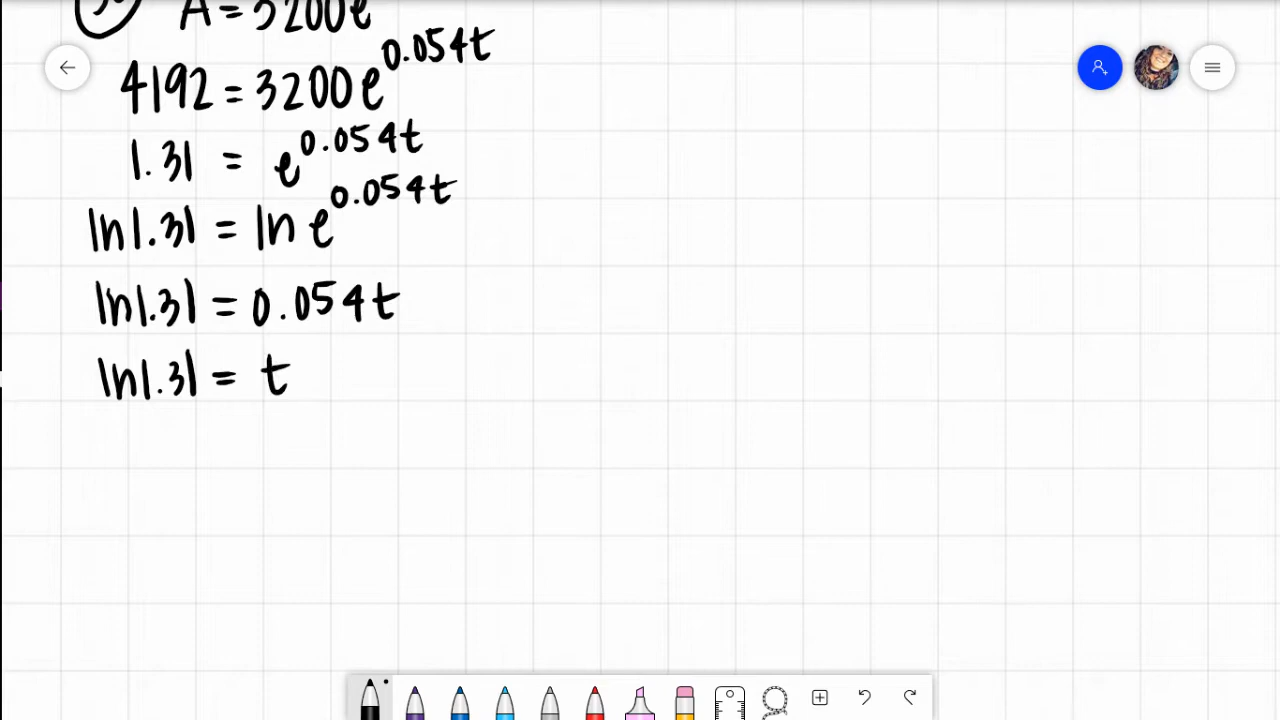 A = 3200e
4192 = 3200e^0.054t
1.31 = e^0.054t
ln1.31 = ln e^0.054t
ln1.31 = 0.054t
ln1.31 = t